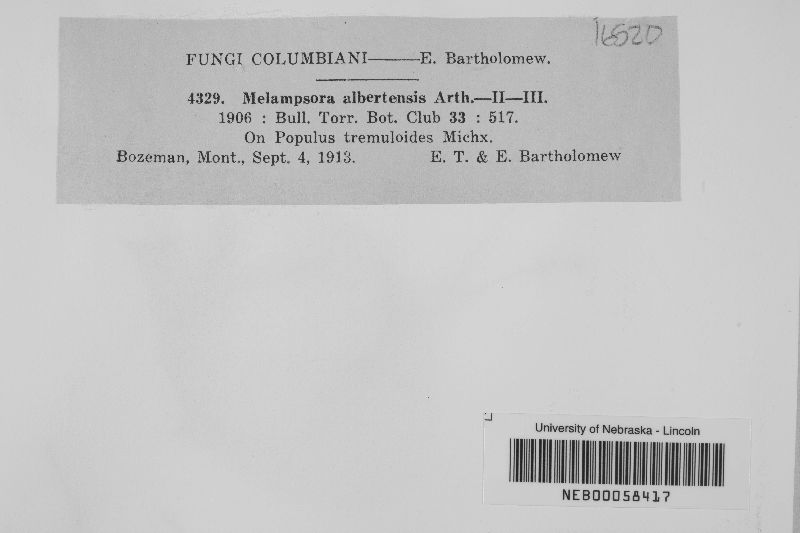 16520
FUNGI COLUMBIANI——E. Bartholomew.
4329. Melampsora albertensis Arth.—II—III.
1906 : Bull. Torr. Bot. Club 33 : 517.
On Populus tremuloides Michx.
Bozeman, Mont., Sept. 4, 1913. E. T. & E. Bartholomew
University of Nebraska - Lincoln
NEB00058417